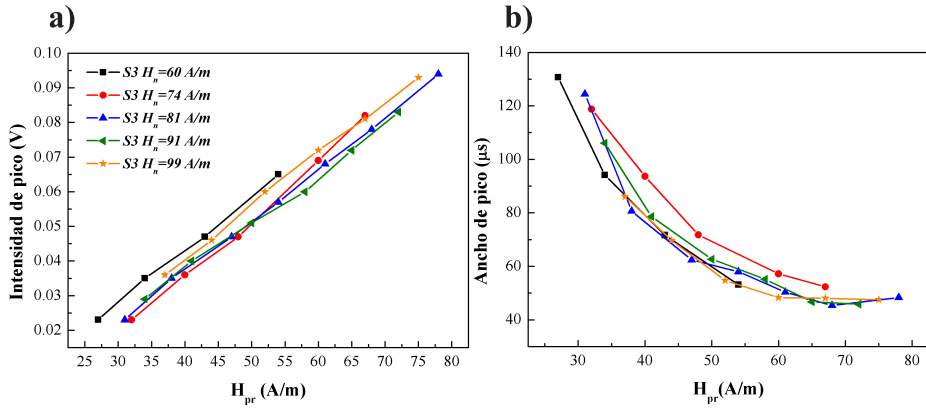 a)
Intensidad de pico (V)
0.10
0.09
0.08
0.07
0.06
0.05
0.04
0.03
0.02
S3 Hn=60 A/m
S3 Hn=74 A/m
S3 Hn=81 A/m
S3 Hn=91 A/m
S3 Hn=99 A/m
25 30 35 40 45 50 55 60 65 70 75 80
Hpr (A/m)
b)
Ancho de pico (μs)
140
120
100
80
60
40
30 40 50 60 70 80
Hpr (A/m)